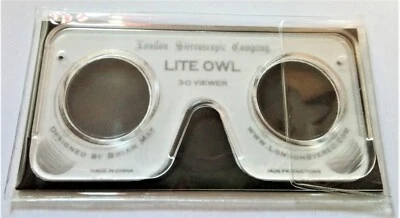 London Stereoscopic Company
LITE OWL
3-D VIEWER
DESIGNED BY BRIAN MAY
WWW.LONDONSTEREO.COM
MADE IN CHINA